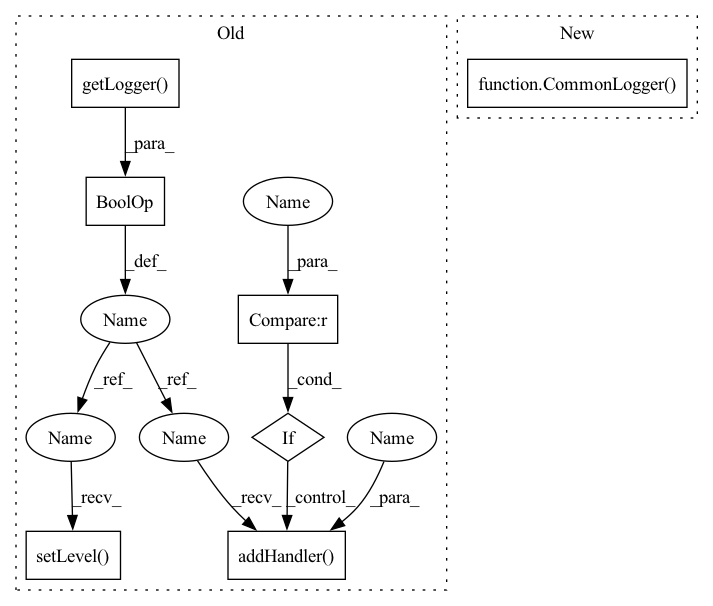 Old
New
getLogger()
function.CommonLogger()
_para_
BoolOp
Name
_def_
_para_
Name
Compare:r
_ref_
_ref_
_cond_
Name
Name
If
Name
_recv_
_recv_
_control_
_para_
setLevel()
addHandler()